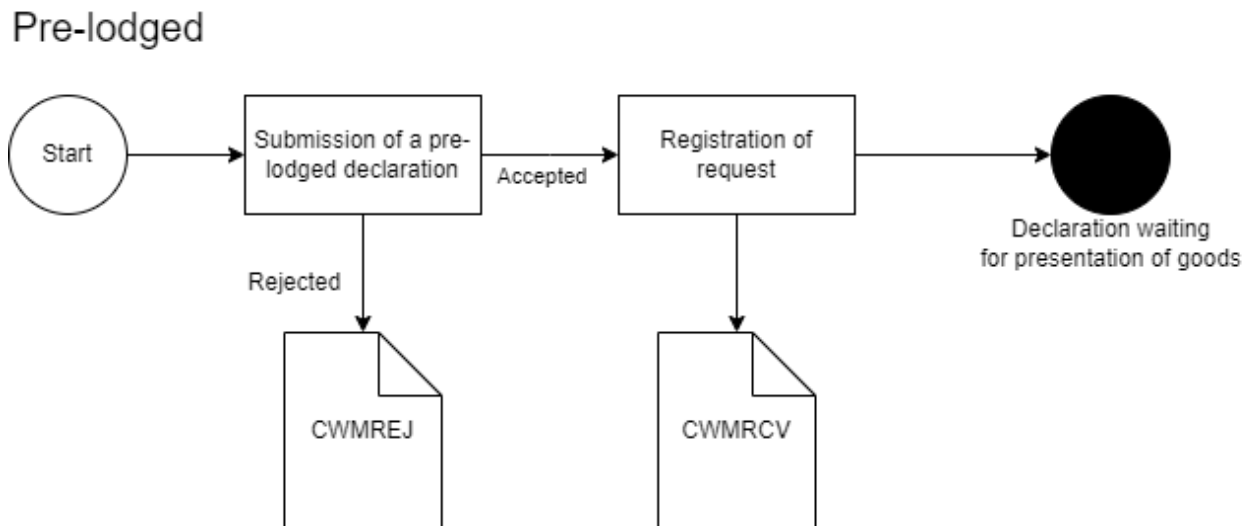 Pre-lodged
Start
Submission of a pre-
lodged declaration
Accepted
Registration of
request
Declaration waiting
for presentation of goods
Rejected
CWMREJ
CWMRCV